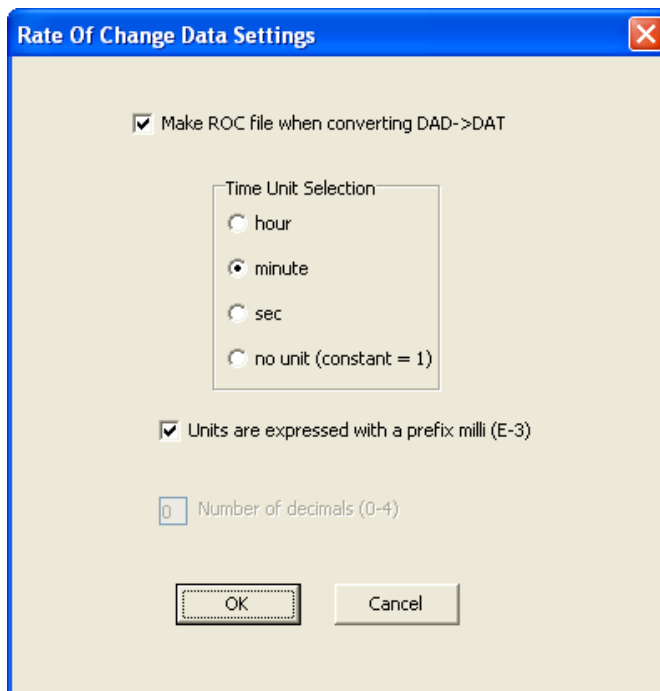 Rate Of Change Data Settings
Make ROC file when converting DAD->DAT
Time Unit Selection
hour
minute
sec
no unit (constant = 1)
Units are expressed with a prefix milli (E-3)
0 Number of decimals (0-4)
OK Cancel